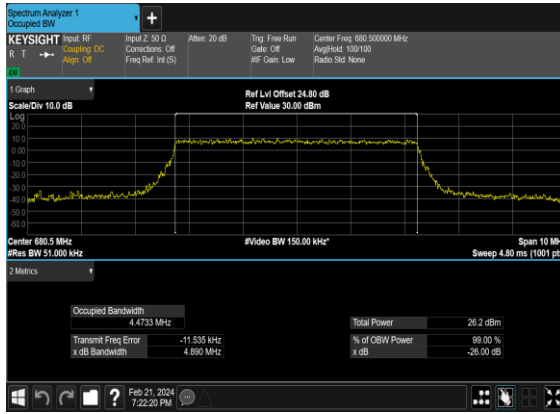 Spectrum Analyzer 1
Occupied BW
KEYSIGHT Input: RF Input Z: 50 Ω Atten: 20 dB Trig: Free Run Center Freq: 680.500000 MHz
R T Coupling: DC Corrections: Off Gate: Off Avg|Hold: 100/100
Align: Off Freq Ref: Int (S) #IF Gain: Low Radio Std: None
1 Graph
Ref Lvl Offset 24.80 dB
Scale/Div 10.0 dB Ref Value 30.00 dBm
Log
20.0
10.0
0.00
-10.0
-20.0
-30.0
-40.0
-50.0
-60.0
Center 680.5 MHz #Video BW 150.00 kHz* Span 10 MH
#Res BW 51.000 kHz Sweep 4.80 ms (1001 pt
2 Metrics
Occupied Bandwidth
4.4733 MHz Total Power 26.2 dBm
Transmit Freq Error -11.535 kHz % of OBW Power 99.00 %
x dB Bandwidth 4.890 MHz x dB -26.00 dB
? Feb 21, 2024
7:22:20 PM